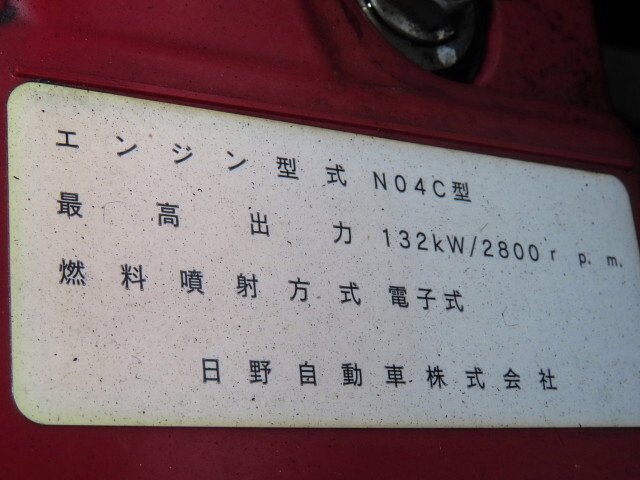 エンジン型式 N04C型
最高出力 132kW/2800r p. m.
燃料噴射方式 電子式
日野自動車株式会社